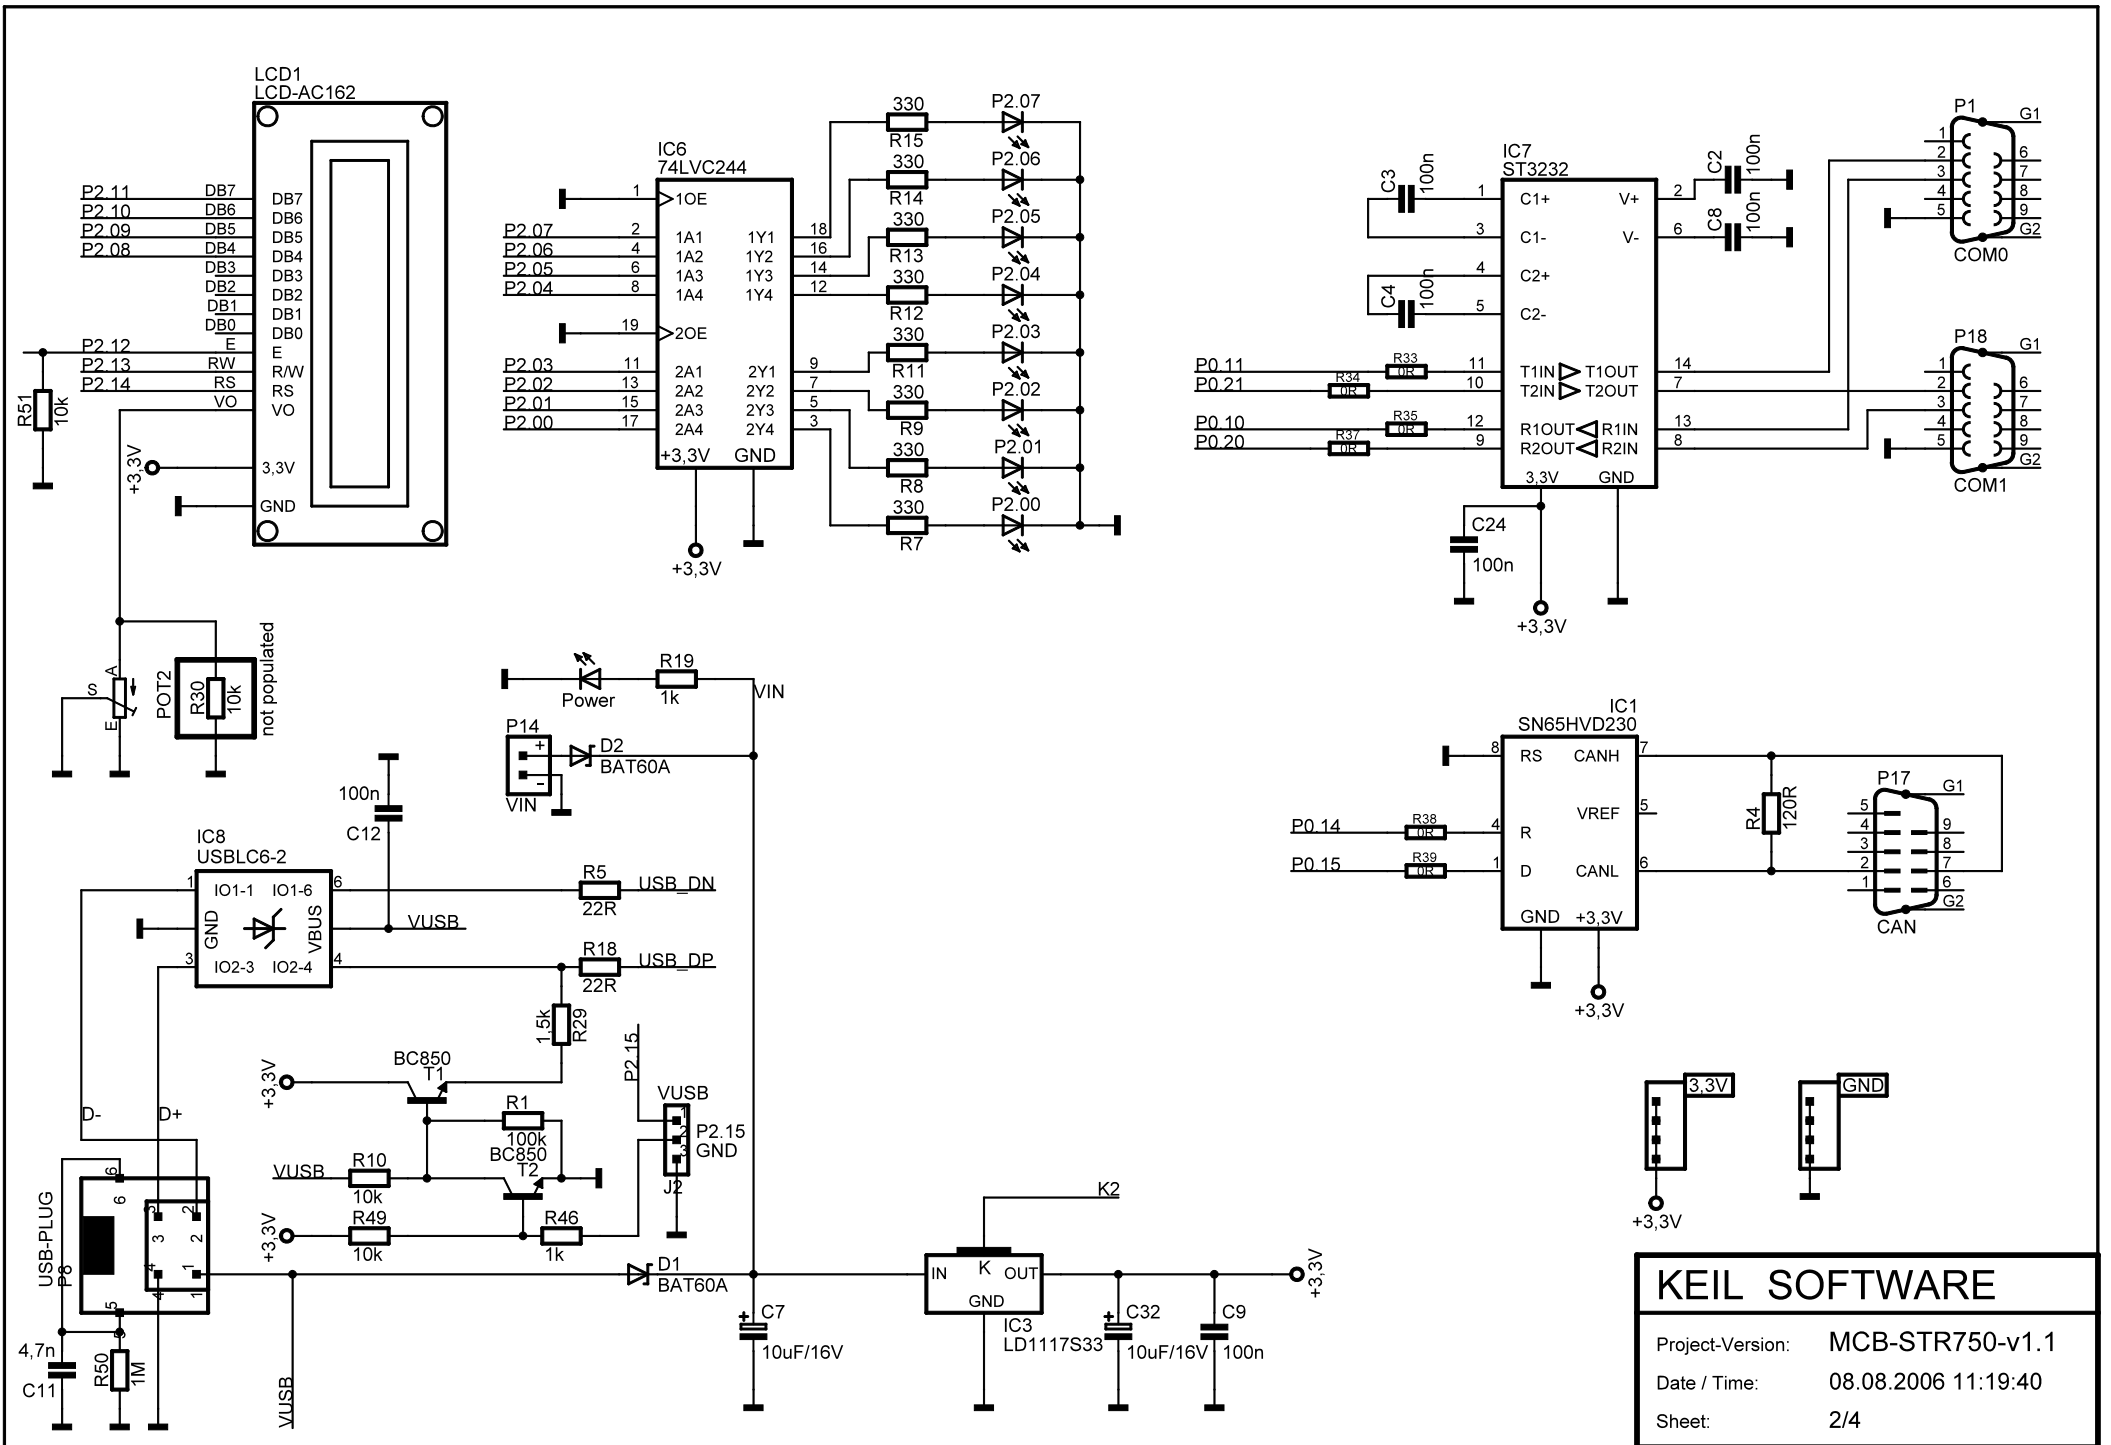 LCD1
LCD-AC162
P2.11 DB7 DB7
P2.10 DB6 DB6
P2.09 DB5 DB5
P2.08 DB4 DB4
DB3 DB3
DB2 DB2
DB1 DB1
DB0 DB0
P2.12 E E
P2.13 RW R/W
P2.14 RS RS
VO VO
R51
10k
+3,3V
3,3V
GND
A
S
E
POT2
R30
10k
not populated
IC6
74LVC244
1 1OE
P2.07 2 1A1 1Y1 18
P2.06 4 1A2 1Y2 16
P2.05 6 1A3 1Y3 14
P2.04 8 1A4 1Y4 12
19 2OE
P2.03 11 2A1 2Y1 9
P2.02 13 2A2 2Y2 7
P2.01 15 2A3 2Y3 5
P2.00 17 2A4 2Y4 3
+3,3V GND
+3,3V
330 P2.07
R15
330 P2.06
R14
330 P2.05
R13
330 P2.04
R12
330 P2.03
R11
330 P2.02
R9
330 P2.01
R8
330 P2.00
R7
IC7
ST3232
C3
100n
1 C1+ V+ 2
C2
100n
3 C1- V- 6
C8
100n
4 C2+
C4
100n
5 C2-
P0.11 R33 0R 11 T1IN T1OUT 14
P0.21 R34 0R 10 T2IN T2OUT 7
P0.10 R35 0R 12 R1OUT R1IN 13
P0.20 R37 0R 9 R2OUT R2IN 8
3,3V GND
C24
100n
+3,3V
P1
G1
1
2 6
3 7
4 8
5 9
G2
COM0
P18
G1
1
2 6
3 7
4 8
5 9
G2
COM1
Power
R19
1k
VIN
P14
+
-
VIN
D2
BAT60A
100n
C12
IC8
USBLC6-2
1 IO1-1 IO1-6 6
GND
VBUS
VUSB
3 IO2-3 IO2-4 4
R5
22R
USB_DN
R18
22R
USB_DP
1,5k
R29
P2.15
BC850
T1
+3,3V
R1
100k
BC850
T2
VUSB
R10
10k
+3,3V
R49
10k
R46
1k
VUSB
1
2 P2.15
3 GND
J2
D-
D+
USB-PLUG
P8
6
6
3 2
3 2
4 1
4 1
5
5
4,7n
C11
R50
1M
VUSB
D1
BAT60A
C7
+
10uF/16V
K2
IN K OUT
GND
IC3
LD1117S33
C32
+
10uF/16V
C9
100n
+3,3V
IC1
SN65HVD230
8 RS CANH 7
VREF 5
P0.14 R38 0R 4 R
P0.15 R39 0R 1 D CANL 6
GND +3,3V
+3,3V
R4
120R
P17
G1
5
4 9
3 8
2 7
1 6
G2
CAN
3,3V
+3,3V
GND
KEIL SOFTWARE
Project-Version: MCB-STR750-v1.1
Date / Time: 08.08.2006 11:19:40
Sheet: 2/4